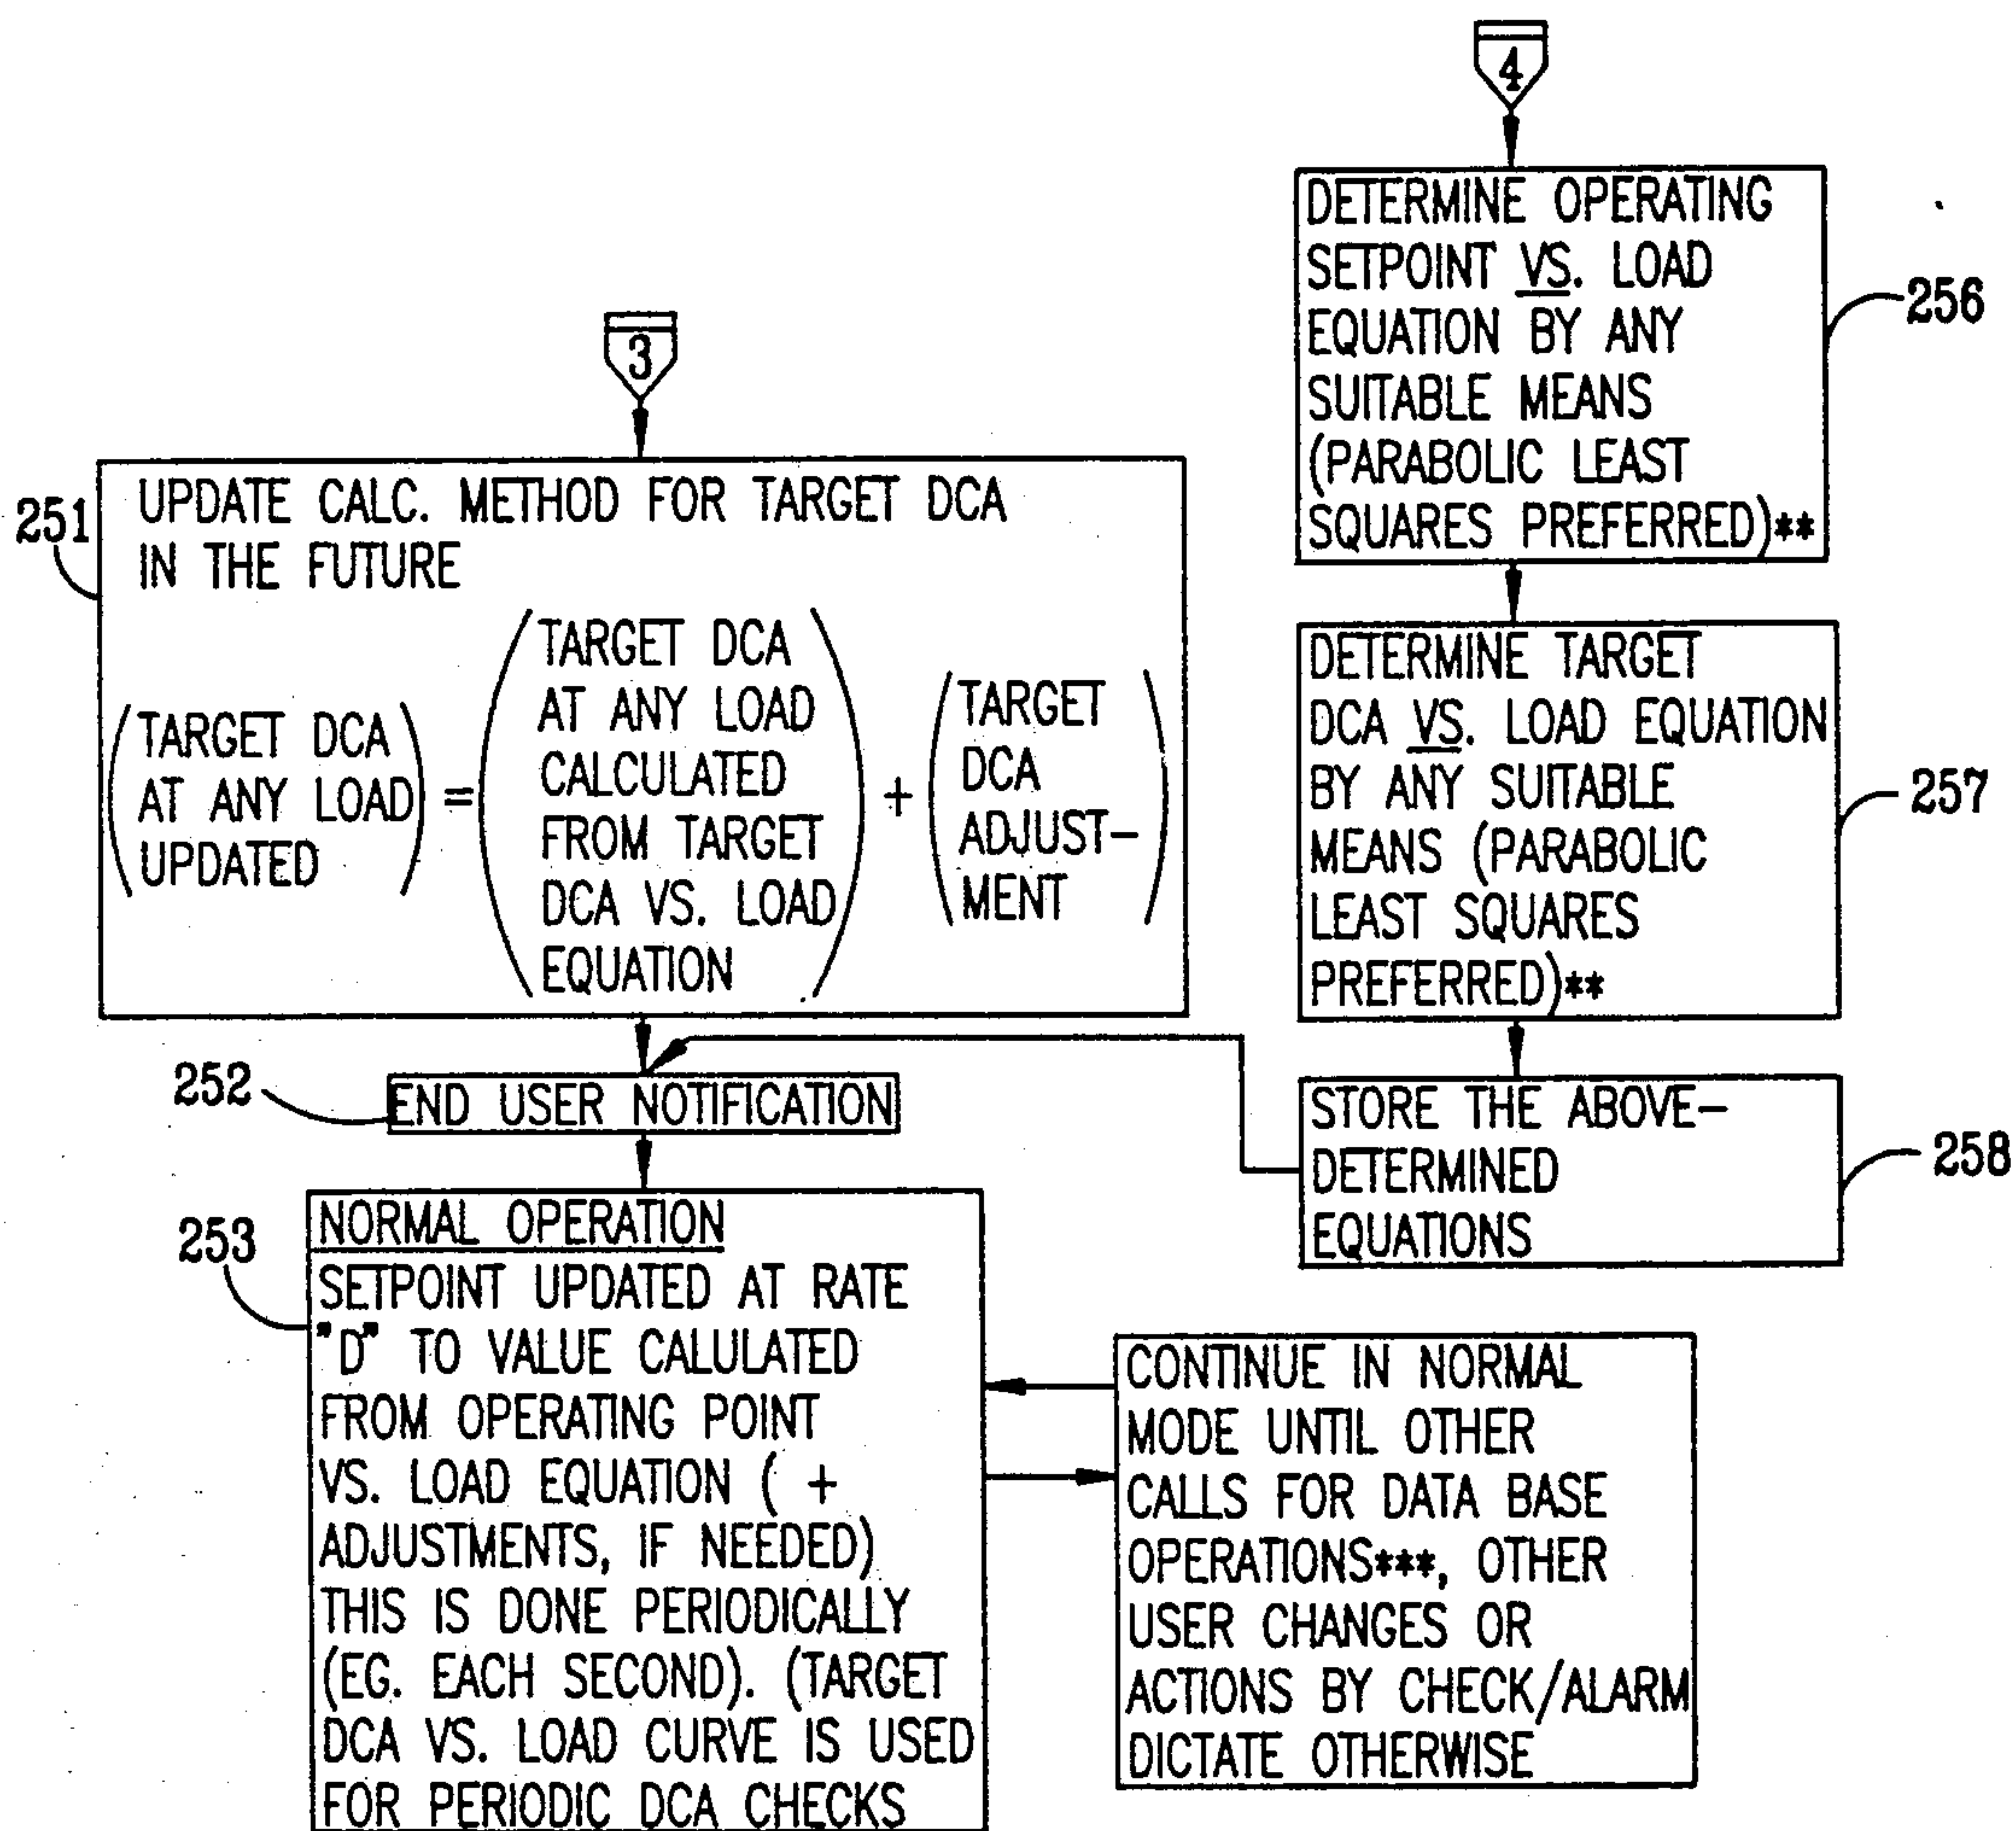 3
251
UPDATE CALC. METHOD FOR TARGET DCA
IN THE FUTURE
TARGET DCA
AT ANY LOAD
UPDATED
=
TARGET DCA
AT ANY LOAD
CALCULATED
FROM TARGET
DCA VS. LOAD
EQUATION
+
TARGET
DCA
ADJUST-
MENT
252
END USER NOTIFICATION
253
NORMAL OPERATION
SETPOINT UPDATED AT RATE
"D" TO VALUE CALULATED
FROM OPERATING POINT
VS. LOAD EQUATION ( +
ADJUSTMENTS, IF NEEDED)
THIS IS DONE PERIODICALLY
(EG. EACH SECOND). (TARGET
DCA VS. LOAD CURVE IS USED
FOR PERIODIC DCA CHECKS
4
DETERMINE OPERATING
SETPOINT VS. LOAD
EQUATION BY ANY
SUITABLE MEANS
(PARABOLIC LEAST
SQUARES PREFERRED)**
256
DETERMINE TARGET
DCA VS. LOAD EQUATION
BY ANY SUITABLE
MEANS (PARABOLIC
LEAST SQUARES
PREFERRED)**
257
STORE THE ABOVE-
DETERMINED
EQUATIONS
258
CONTINUE IN NORMAL
MODE UNTIL OTHER
CALLS FOR DATA BASE
OPERATIONS***, OTHER
USER CHANGES OR
ACTIONS BY CHECK/ALARM
DICTATE OTHERWISE